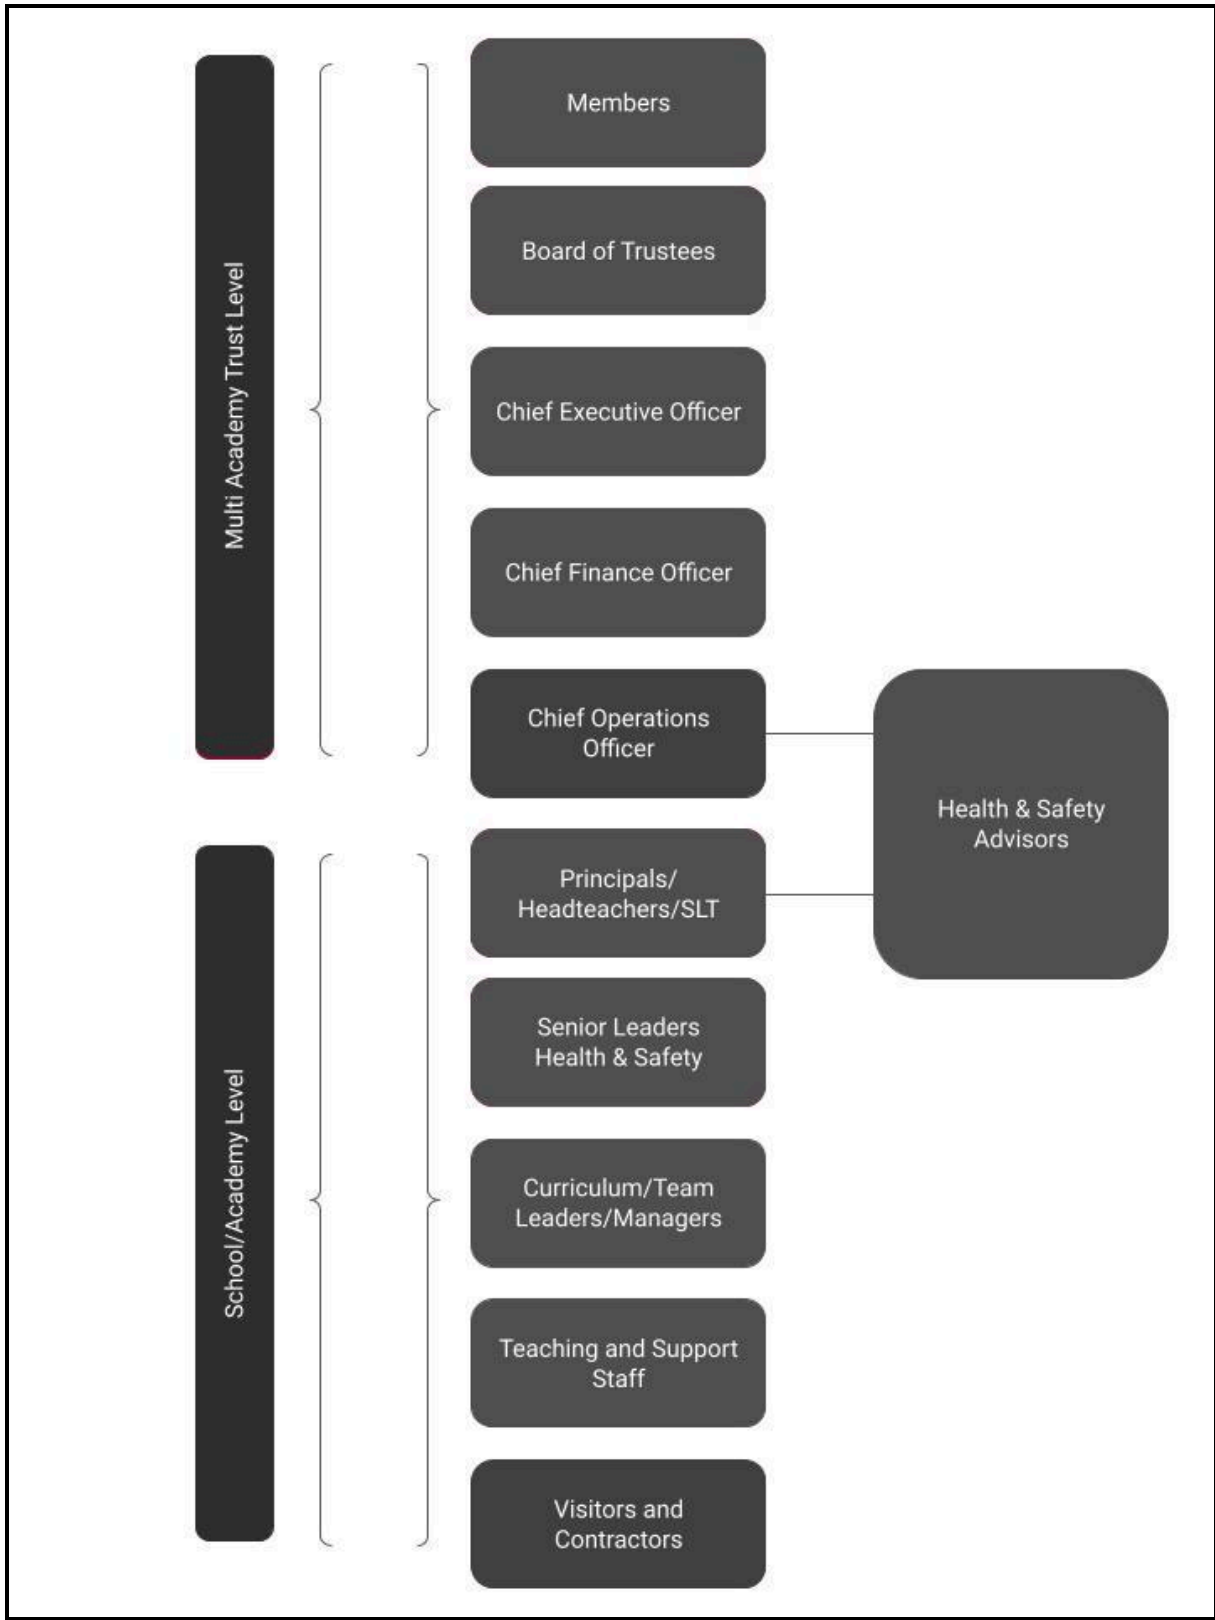 Multi Academy Trust Level
Members
Board of Trustees
Chief Executive Officer
Chief Finance Officer
Chief Operations
Officer
Health & Safety
Advisors
School/Academy Level
Principals/
Headteachers/SLT
Senior Leaders
Health & Safety
Curriculum/Team
Leaders/Managers
Teaching and Support
Staff
Visitors and
Contractors